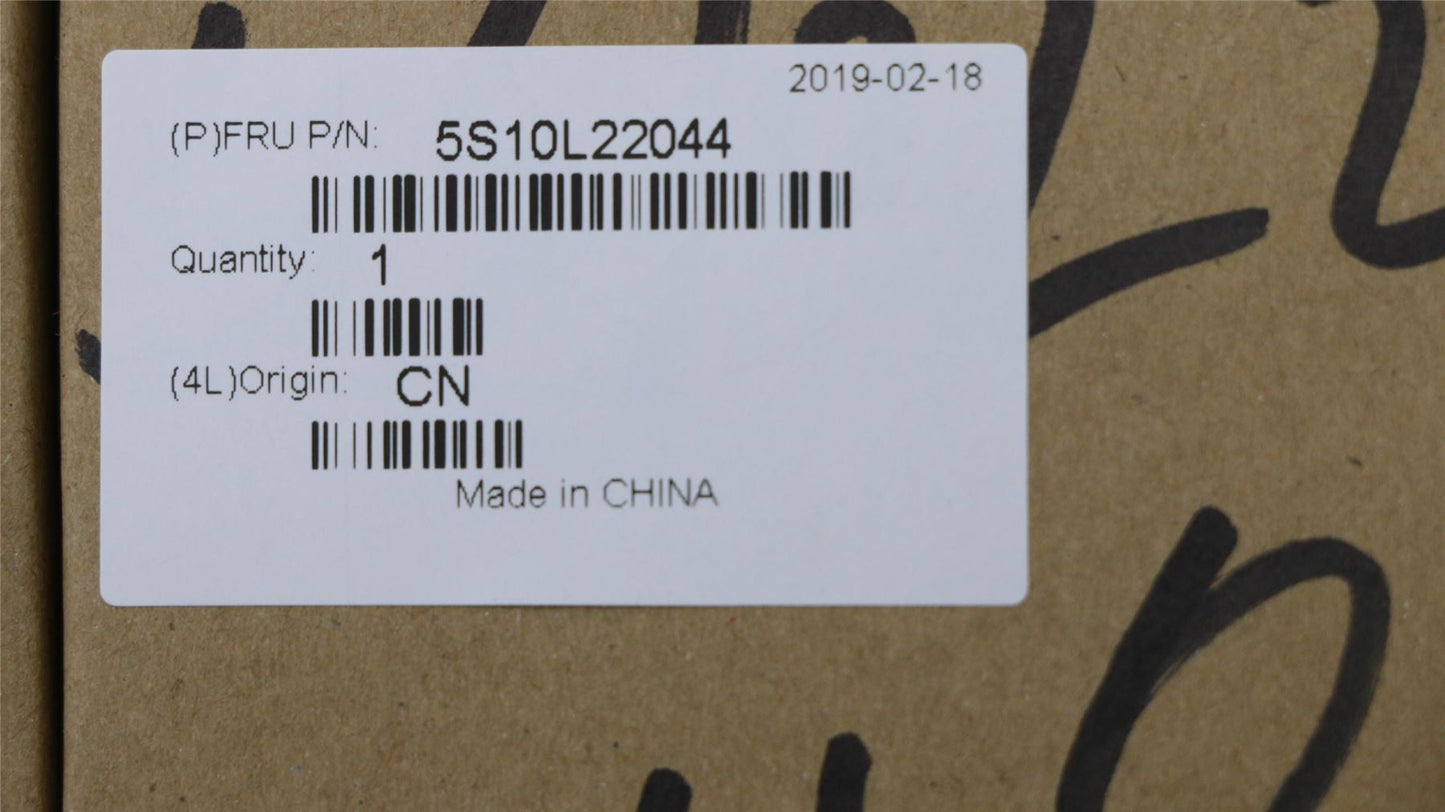 2019-02-18
(P)FRU P/N: 5S10L22044
Quantity: 1
(4L)Origin: CN
Made in CHINA